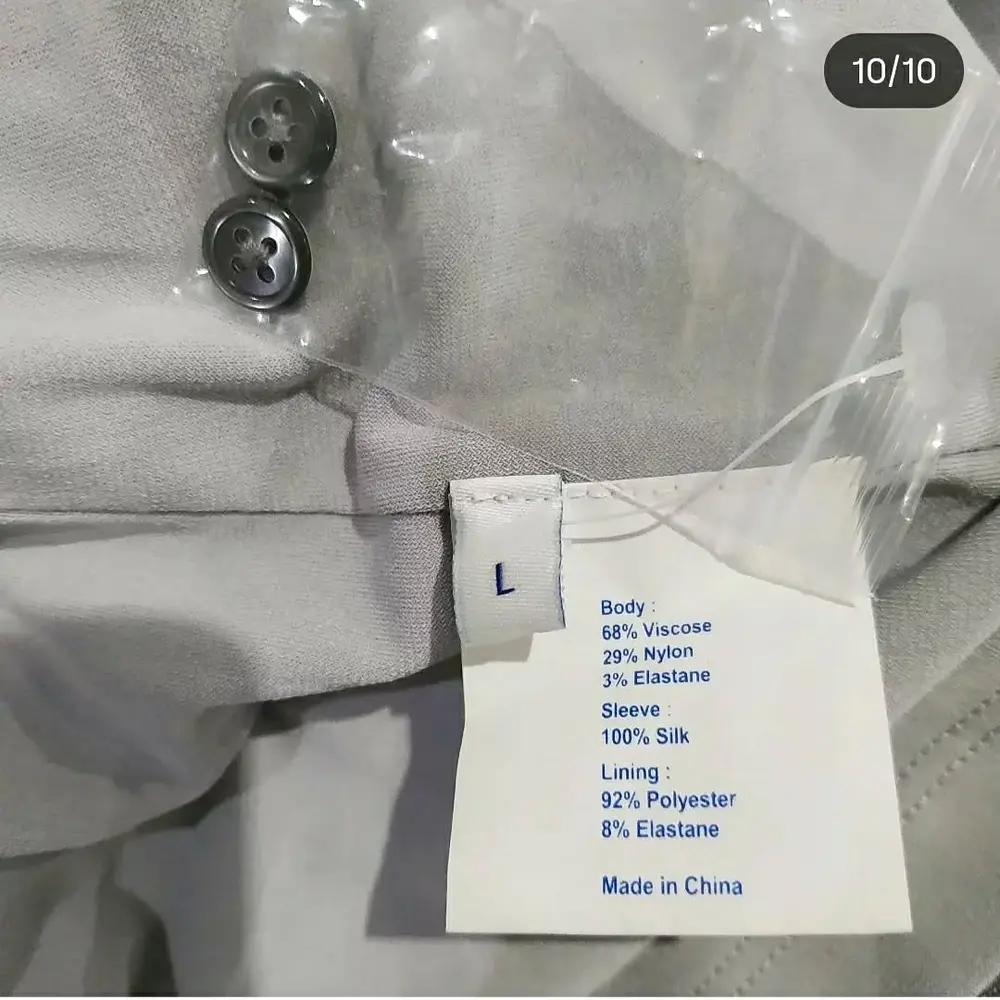 10/10
L
Body :
68% Viscose
29% Nylon
3% Elastane
Sleeve :
100% Silk
Lining :
92% Polyester
8% Elastane
Made in China